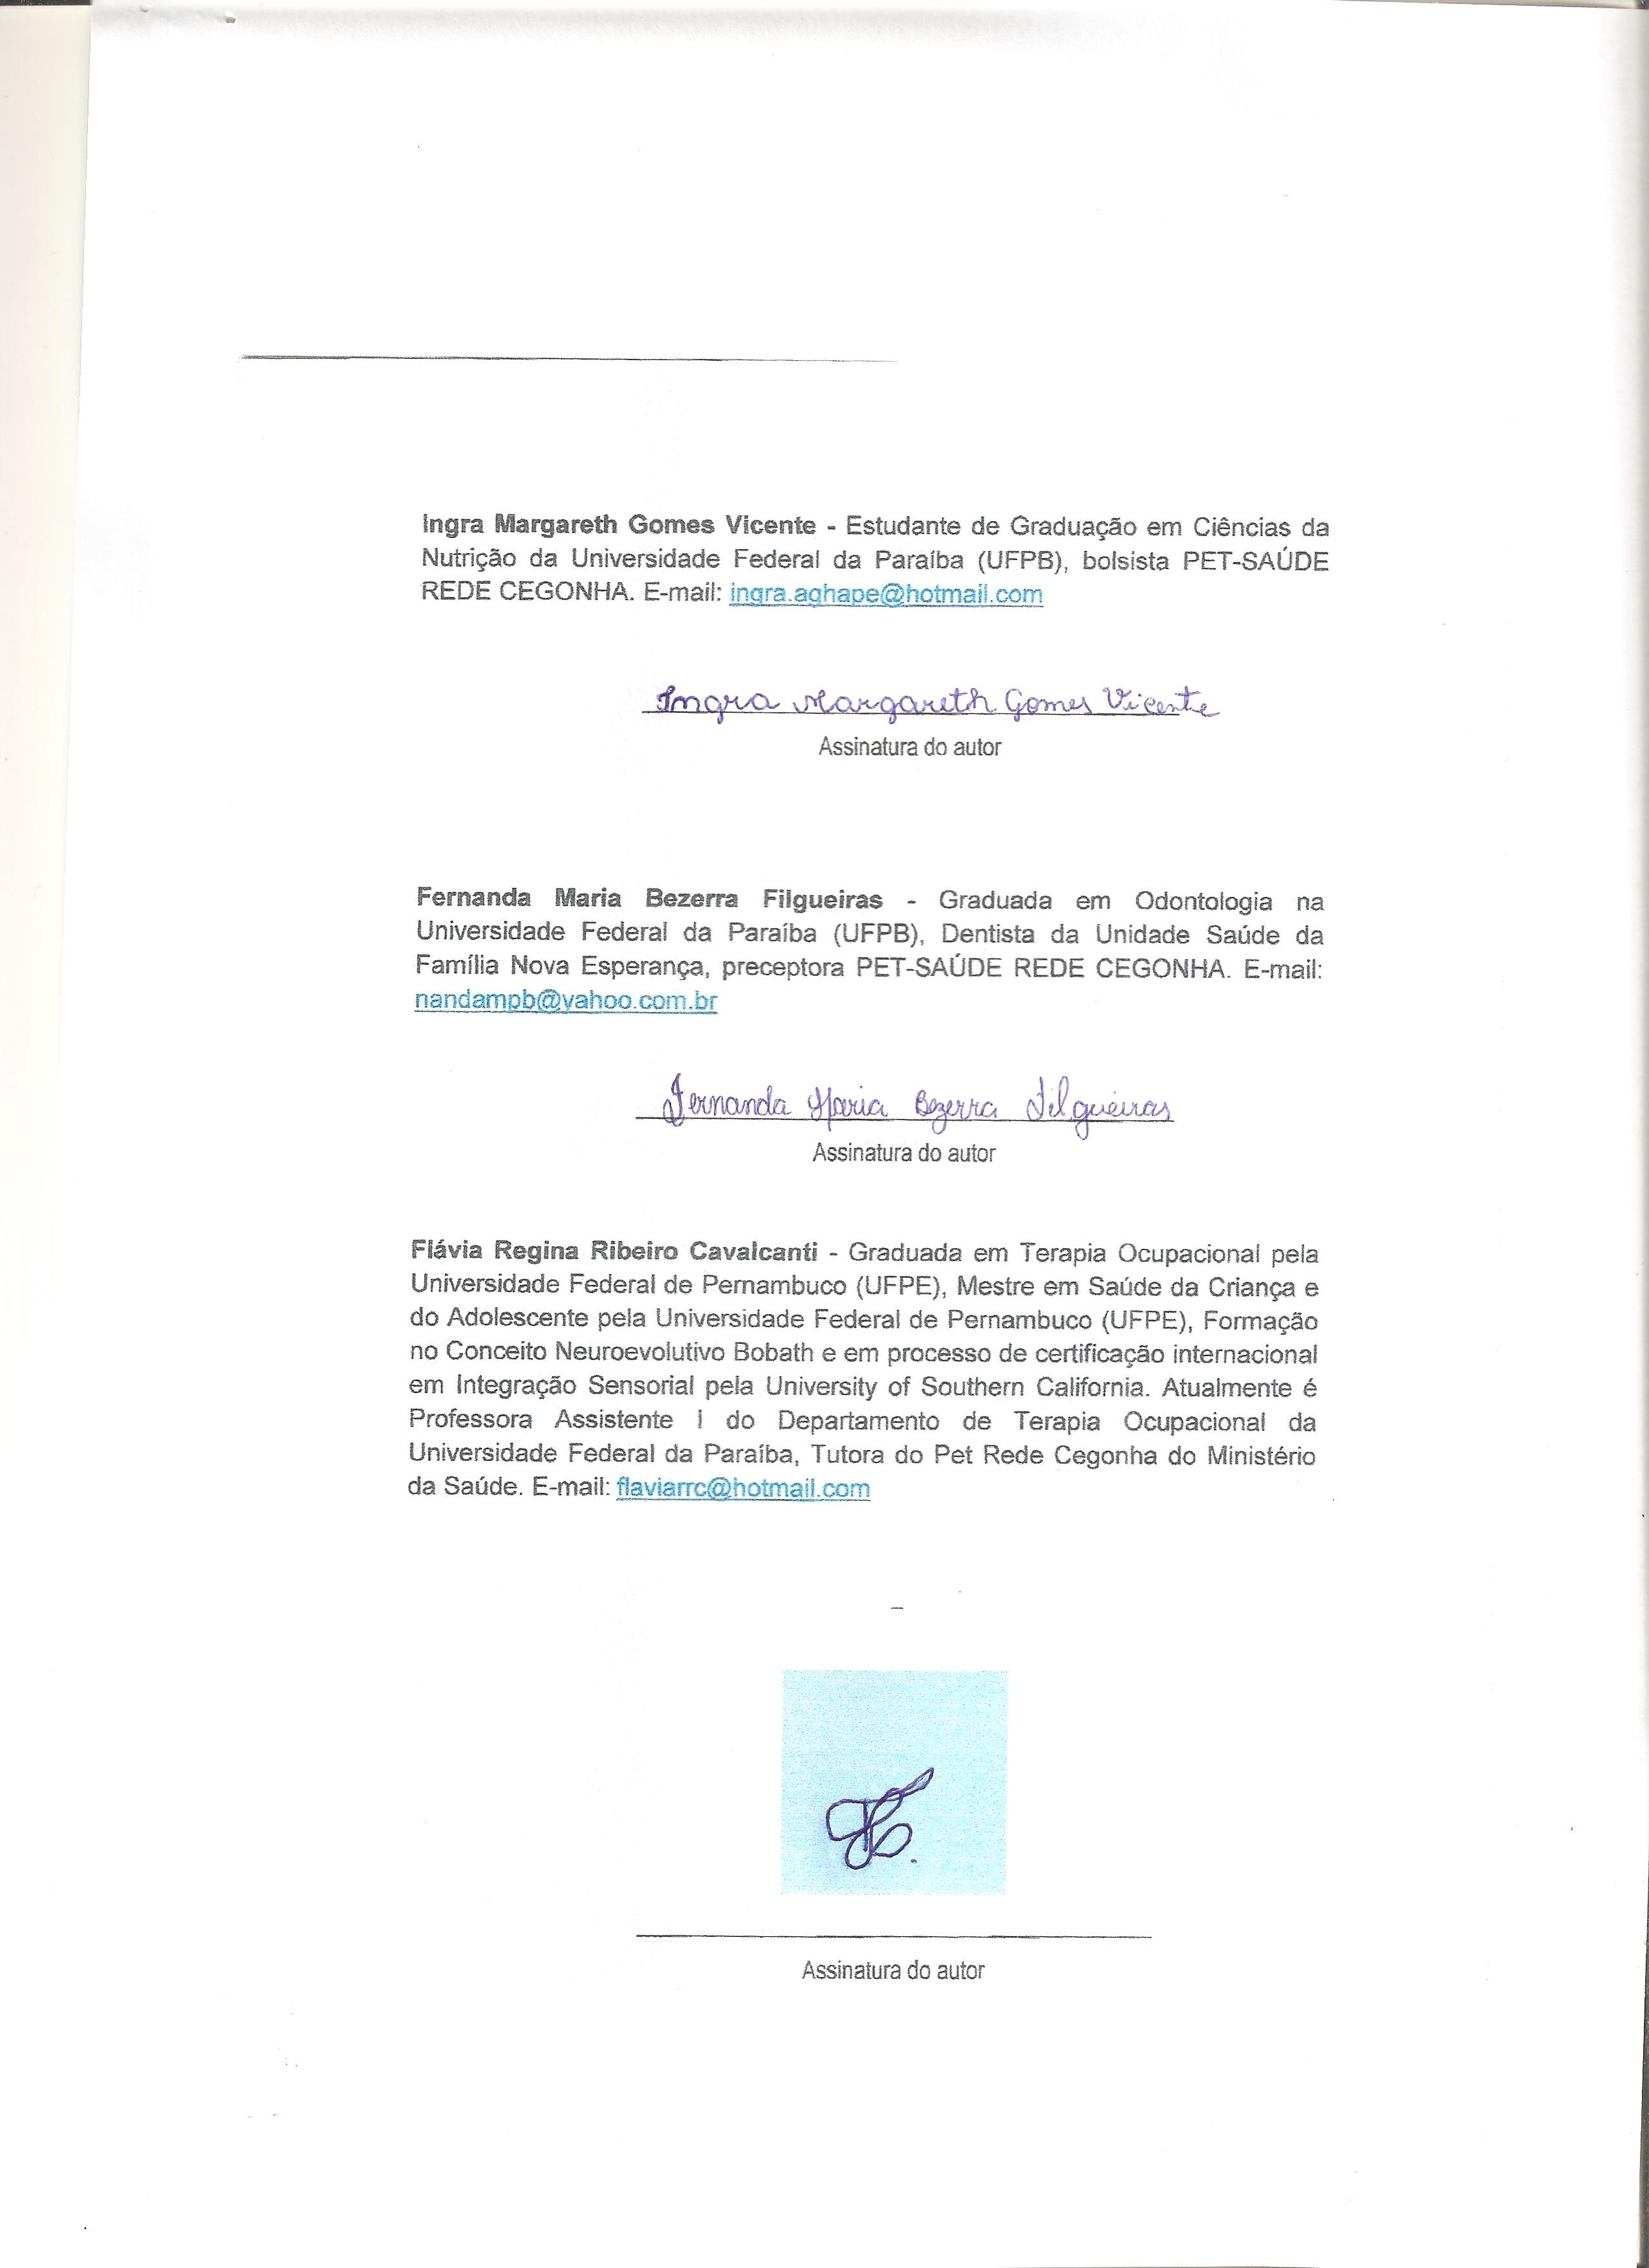 Ingra Margareth Gomes Vicente - Estudante de Graduação em Ciências da
Nutrição da Universidade Federal da Paraíba (UFPB), bolsista PET-SAÚDE
REDE CEGONHA. E-mail: ingra.aghape@hotmail.com
Ingra Margareth Gomes Vicente
Assinatura do autor
Fernanda Maria Bezerra Filgueiras - Graduada em Odontologia na
Universidade Federal da Paraíba (UFPB), Dentista da Unidade Saúde da
Família Nova Esperança, preceptora PET-SAÚDE REDE CEGONHA. E-mail:
nandampb@yahoo.com.br
Fernanda Maria Bezerra Filgueiras
Assinatura do autor
Flávia Regina Ribeiro Cavalcanti - Graduada em Terapia Ocupacional pela
Universidade Federal de Pernambuco (UFPE), Mestre em Saúde da Criança e
do Adolescente pela Universidade Federal de Pernambuco (UFPE), Formação
no Conceito Neuroevolutivo Bobath e em processo de certificação internacional
em Integração Sensorial pela University of Southern California. Atualmente é
Professora Assistente I do Departamento de Terapia Ocupacional da
Universidade Federal da Paraíba, Tutora do Pet Rede Cegonha do Ministério
da Saúde. E-mail: flaviarrc@hotmail.com
Assinatura do autor